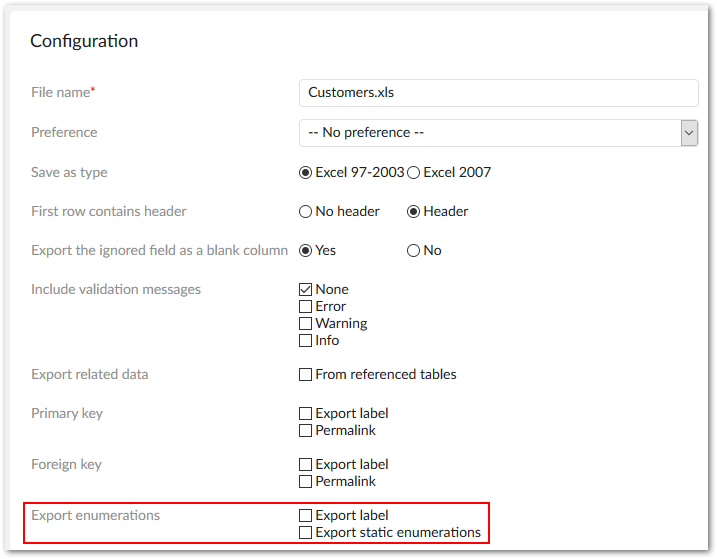 Configuration
File name* Customers.xls
Preference -- No preference --
Save as type Excel 97-2003 Excel 2007
First row contains header No header Header
Export the ignored field as a blank column Yes No
Include validation messages None
Error
Warning
Info
Export related data From referenced tables
Primary key Export label
Permalink
Foreign key Export label
Permalink
Export enumerations Export label
Export static enumerations